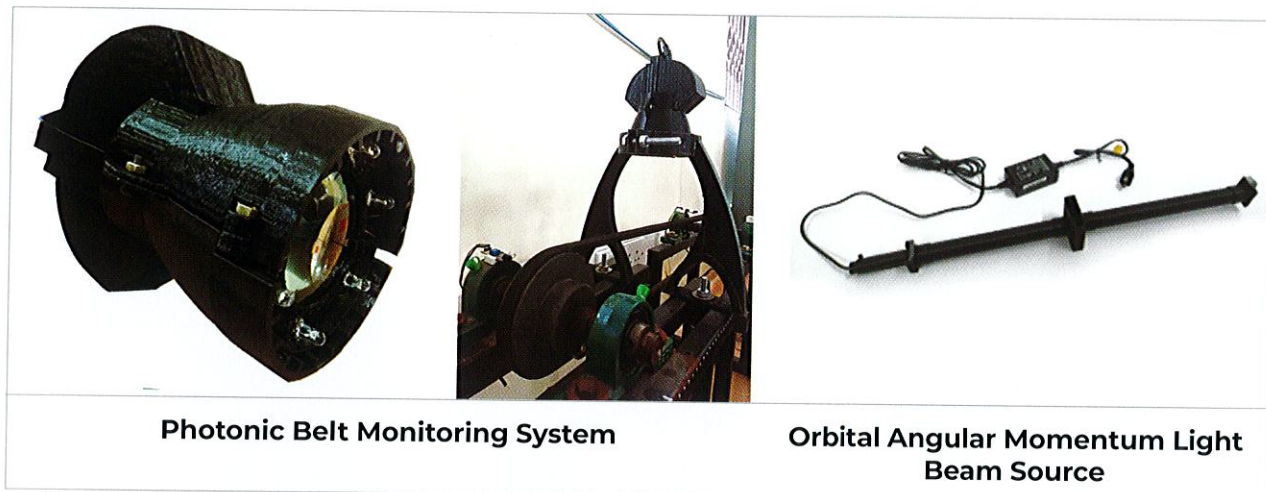 Photonic Belt Monitoring System
Orbital Angular Momentum Light
Beam Source